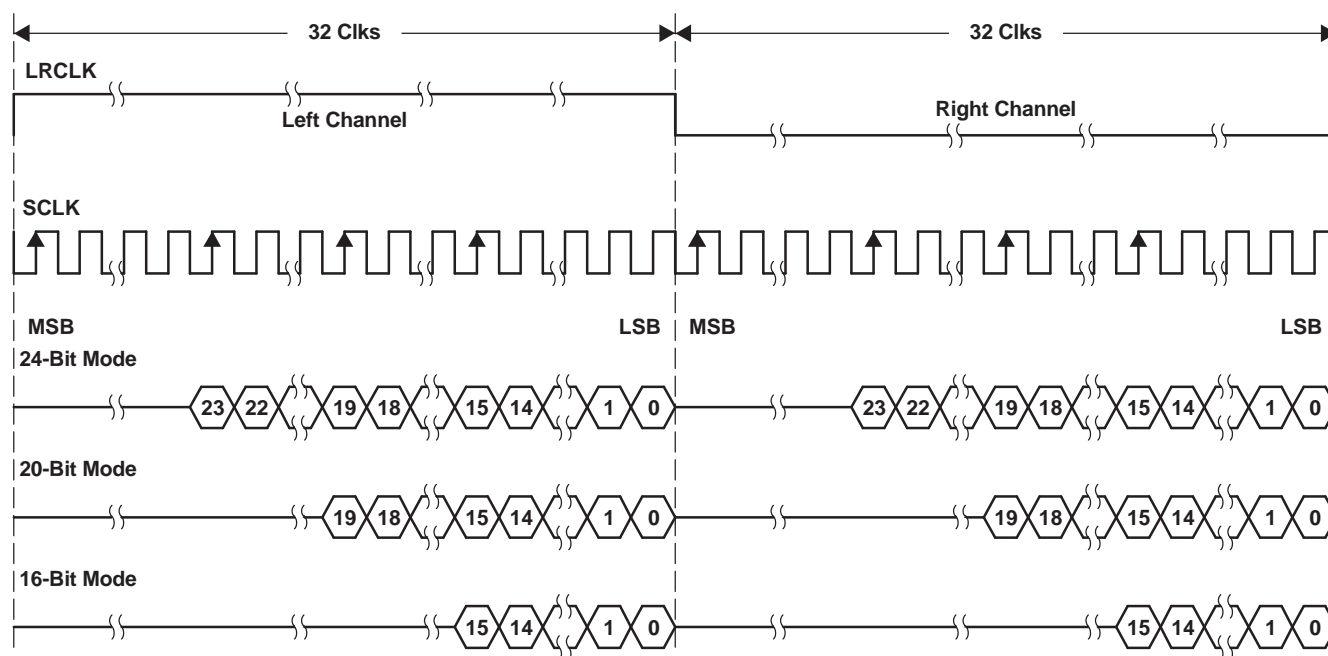 32 Clks 32 Clks
LRCLK
Left Channel Right Channel
SCLK
MSB LSB MSB LSB
24-Bit Mode
23 22 19 18 15 14 1 0 23 22 19 18 15 14 1 0
20-Bit Mode
19 18 15 14 1 0 19 18 15 14 1 0
16-Bit Mode
15 14 1 0 15 14 1 0